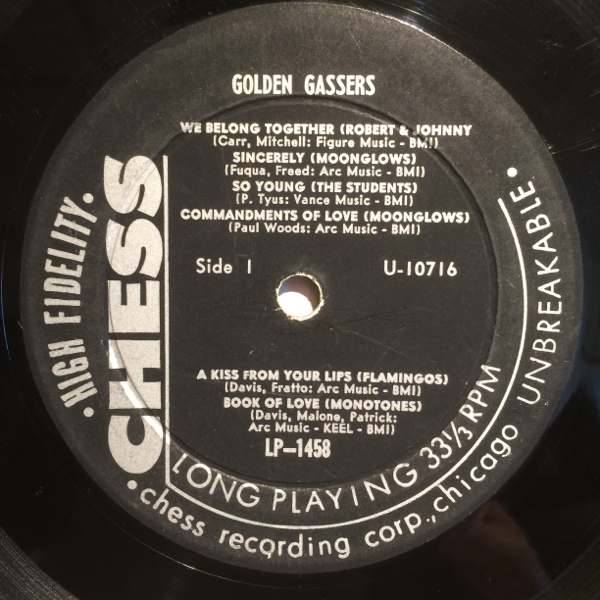 GOLDEN GASSERS
WE BELONG TOGETHER (ROBERT & JOHNNY
(Carr, Mitchell: Figure Music - BMI)
SINCERELY (MOONGLOWS)
(Fuqua, Freed: Arc Music - BMI)
SO YOUNG (THE STUDENTS)
(P. Tyus: Vance Music - BMI)
COMMANDMENTS OF LOVE (MOONGLOWS)
(Paul Woods: Arc Music - BMI)
Side 1 U-10716
A KISS FROM YOUR LIPS (FLAMINGOS)
(Davis, Fratto: Arc Music - BMI)
BOOK OF LOVE (MONOTONES)
(Davis, Malone, Patrick:
Arc Music - KEEL - BMI)
LP-1458
CHESS
LONG PLAYING 33⅓ RPM
• HIGH FIDELITY •
• chess recording corp., chicago UNBREAKABLE •